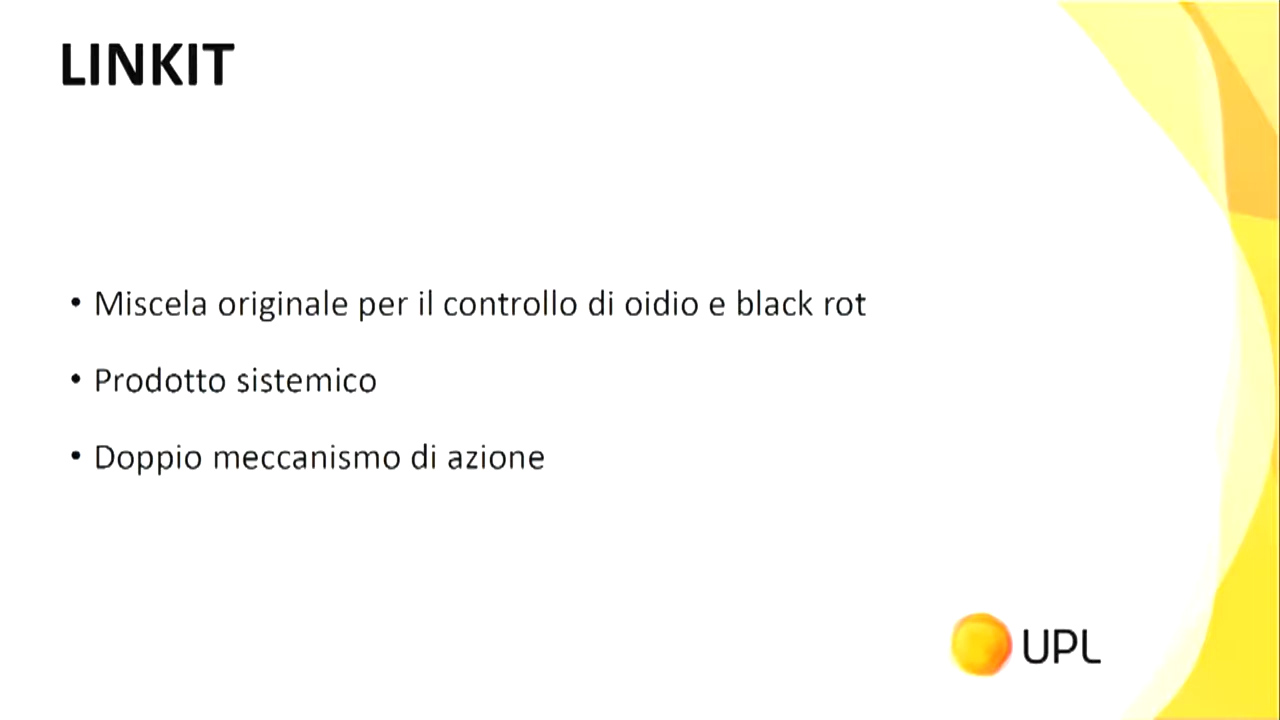 LINKIT
• Miscela originale per il controllo di oidio e black rot
• Prodotto sistemico
• Doppio meccanismo di azione
UPL